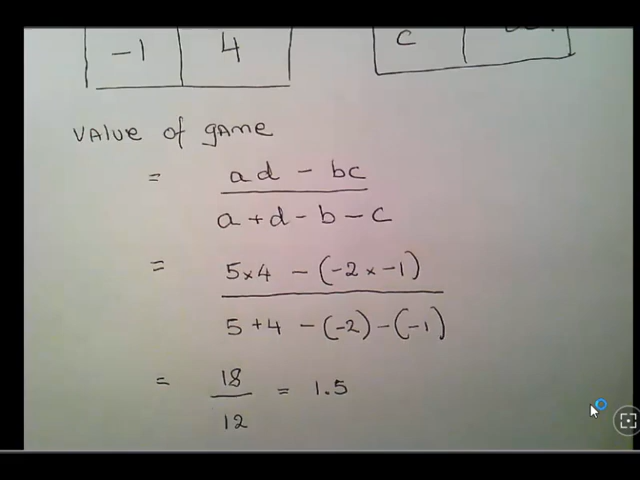 -1 4 c
VALUE of GAME
= ad - bc
a + d - b - c
= 5 × 4 - (-2 × -1)
5 + 4 - (-2) - (-1)
= 18 = 1.5
12